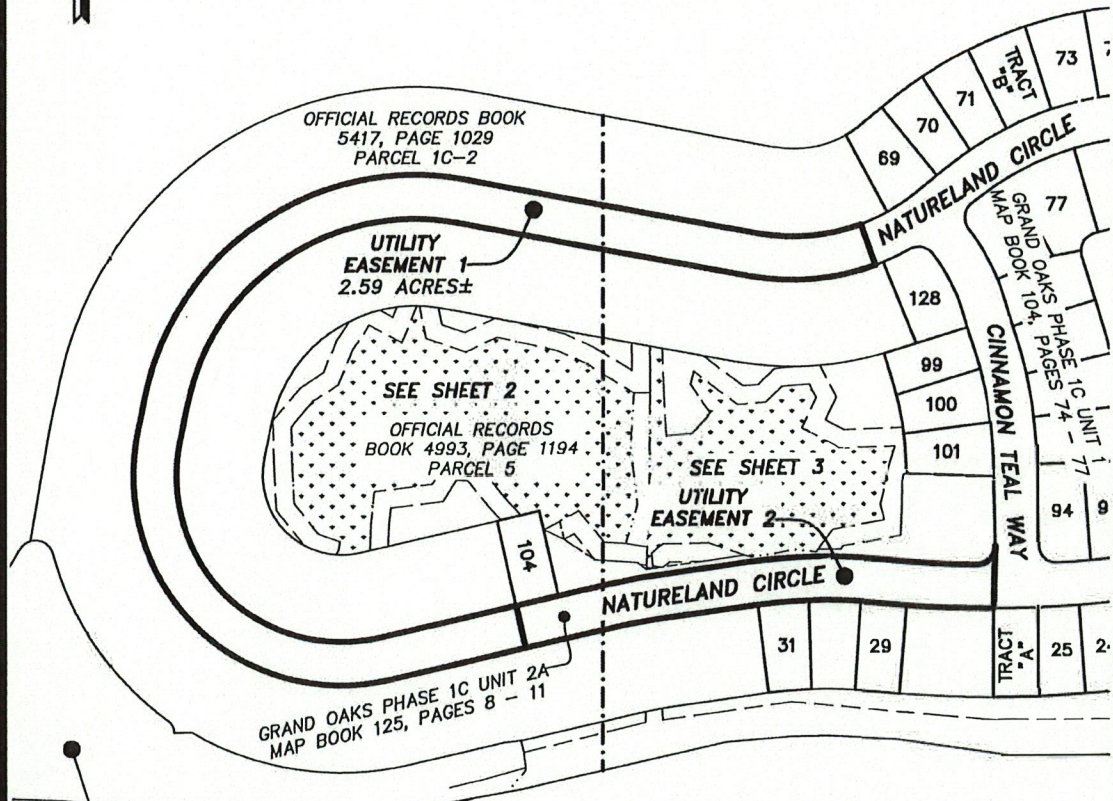 OFFICIAL RECORDS BOOK
5417, PAGE 1029
PARCEL 1C-2
UTILITY
EASEMENT 1
2.59 ACRES±
SEE SHEET 2
OFFICIAL RECORDS
BOOK 4993, PAGE 1194
PARCEL 5
SEE SHEET 3
UTILITY
EASEMENT 2
104
NATURELAND CIRCLE
GRAND OAKS PHASE 1C UNIT 2A
MAP BOOK 125, PAGES 8 - 11
69
70
71
TRACT
"B"
73
NATURELAND CIRCLE
77
GRAND OAKS PHASE 1C UNIT 1
MAP BOOK 104, PAGES 74 - 77
128
99
100
101
CINNAMON TEAL WAY
94
9
31
29
TRACT
"A"
25
2